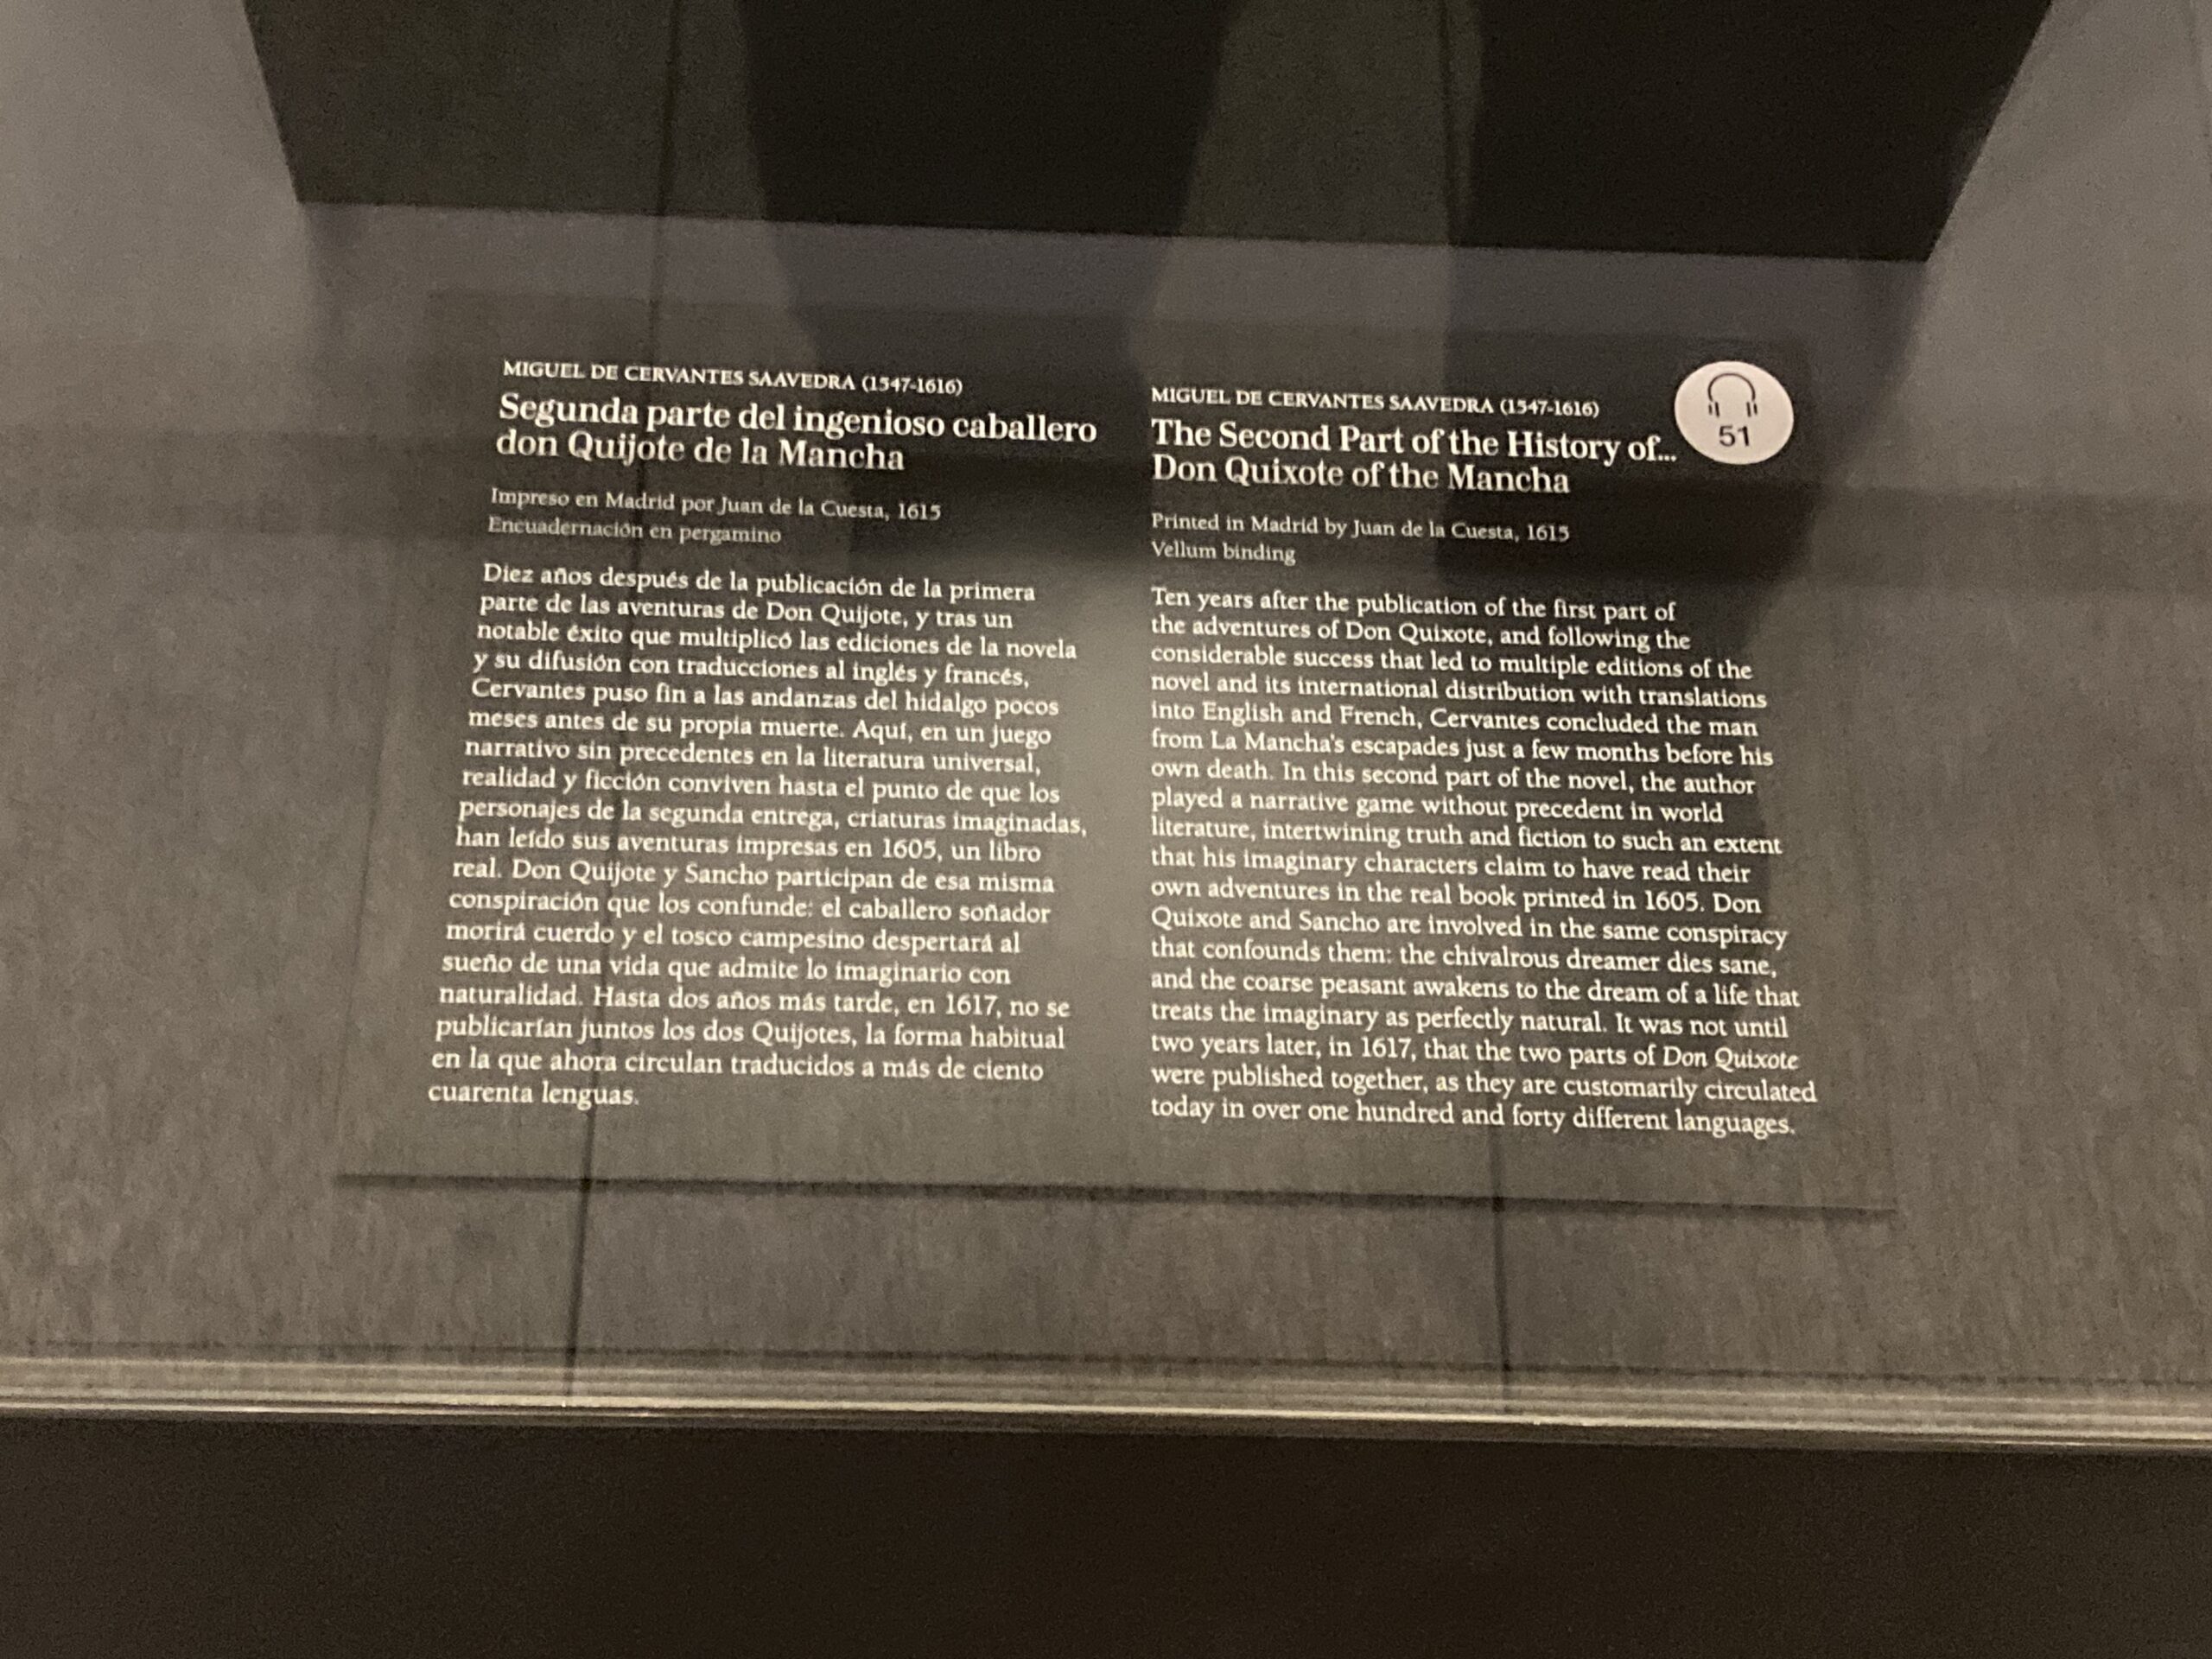 MIGUEL DE CERVANTES SAAVEDRA (1547-1616)
Segunda parte del ingenioso caballero
don Quijote de la Mancha
Impreso en Madrid por Juan de la Cuesta, 1615
Encuadernación en pergamino
Diez años después de la publicación de la primera
parte de las aventuras de Don Quijote, y tras un
notable éxito que multiplicó las ediciones de la novela
y su difusión con traducciones al inglés y francés,
Cervantes puso fin a las andanzas del hidalgo pocos
meses antes de su propia muerte. Aquí, en un juego
narrativo sin precedentes en la literatura universal,
realidad y ficción conviven hasta el punto de que los
personajes de la segunda entrega, criaturas imaginadas,
han leído sus aventuras impresas en 1605, un libro
real. Don Quijote y Sancho participan de esa misma
conspiración que los confunde: el caballero soñador
morirá cuerdo y el tosco campesino despertará al
sueño de una vida que admite lo imaginario con
naturalidad. Hasta dos años más tarde, en 1617, no se
publicarían juntos los dos Quijotes, la forma habitual
en la que ahora circulan traducidos a más de ciento
cuarenta lenguas.
MIGUEL DE CERVANTES SAAVEDRA (1547-1616)
The Second Part of the History of...
Don Quixote of the Mancha
Printed in Madrid by Juan de la Cuesta, 1615
Vellum binding
Ten years after the publication of the first part of
the adventures of Don Quixote, and following the
considerable success that led to multiple editions of the
novel and its international distribution with translations
into English and French, Cervantes concluded the man
from La Mancha's escapades just a few months before his
own death. In this second part of the novel, the author
played a narrative game without precedent in world
literature, intertwining truth and fiction to such an extent
that his imaginary characters claim to have read their
own adventures in the real book printed in 1605. Don
Quixote and Sancho are involved in the same conspiracy
that confounds them: the chivalrous dreamer dies sane,
and the coarse peasant awakens to the dream of a life that
treats the imaginary as perfectly natural. It was not until
two years later, in 1617, that the two parts of Don Quixote
were published together, as they are customarily circulated
today in over one hundred and forty different languages.
51